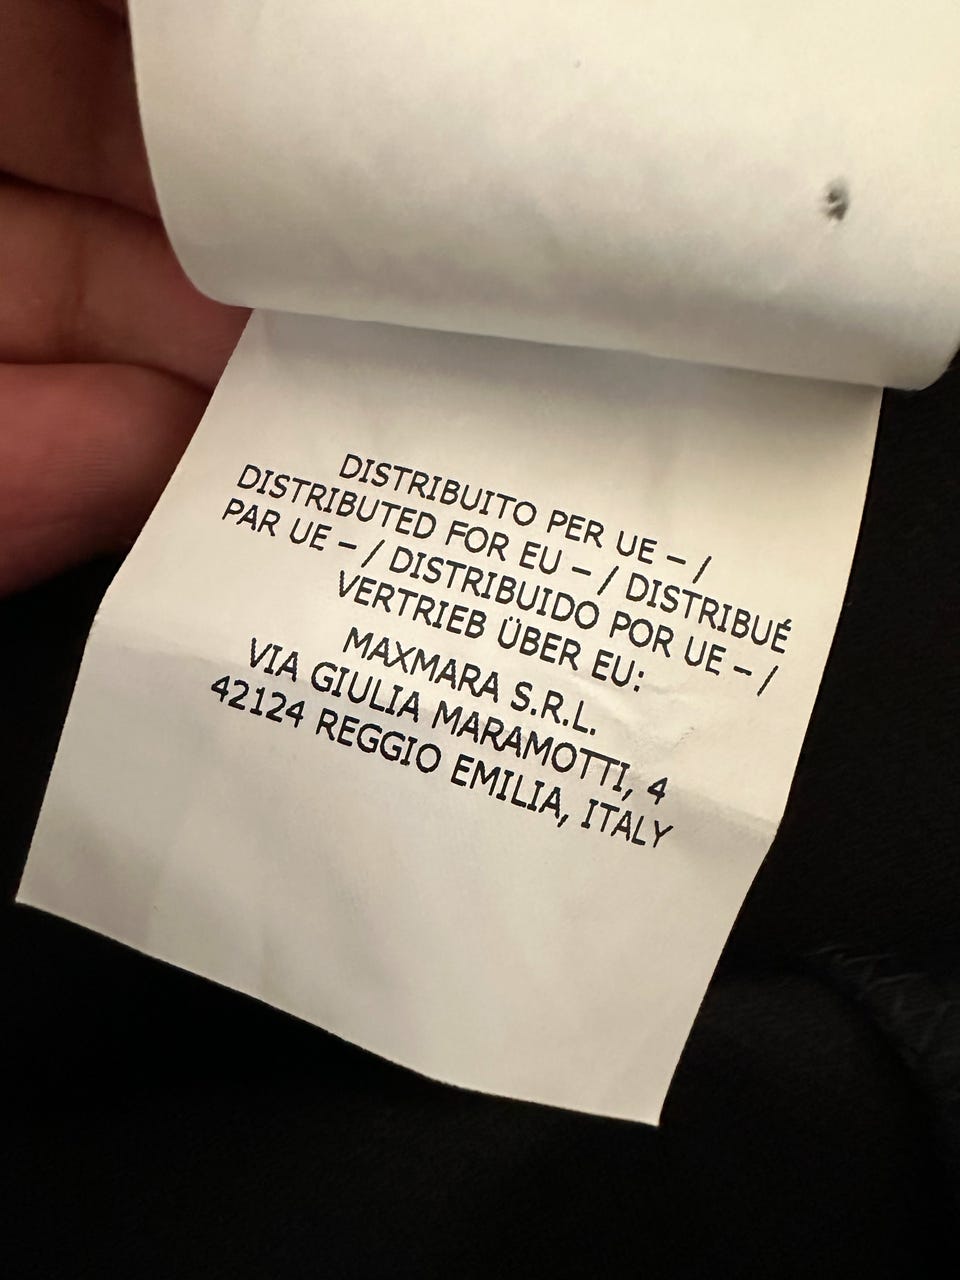 DISTRIBUITO PER UE – /
DISTRIBUTED FOR EU – / DISTRIBUÉ
PAR UE – / DISTRIBUIDO POR UE – /
VERTRIEB ÜBER EU:
MAXMARA S.R.L.
VIA GIULIA MARAMOTTI, 4
42124 REGGIO EMILIA, ITALY